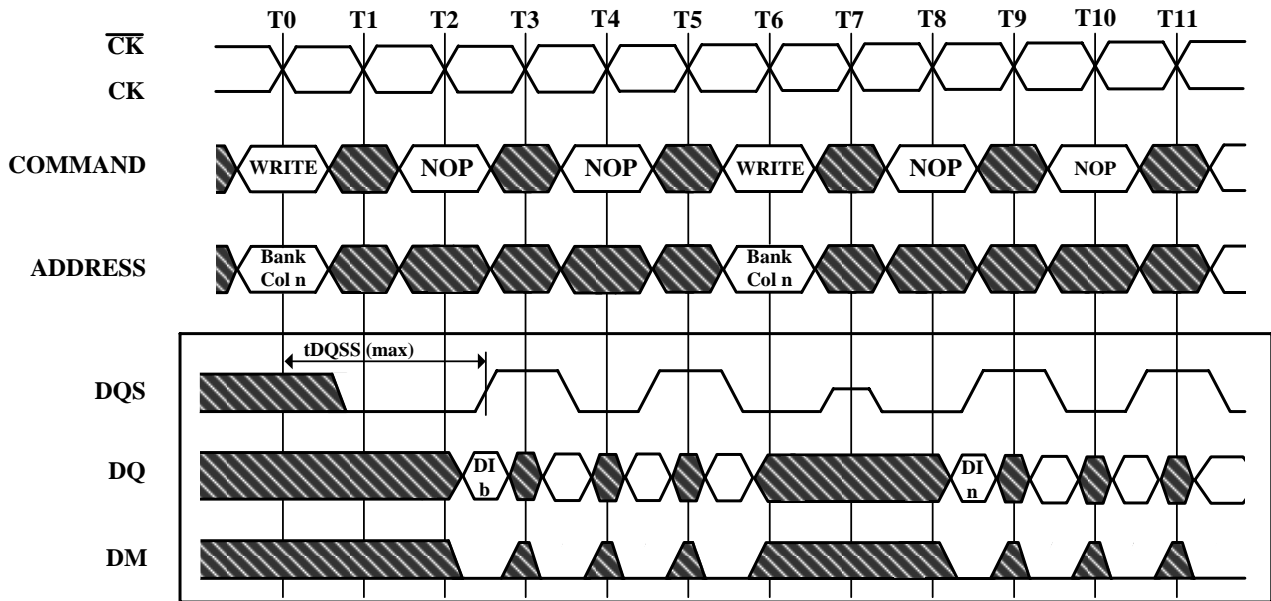 T0 T1 T2 T3 T4 T5 T6 T7 T8 T9 T10 T11
CK
CK
COMMAND WRITE NOP NOP WRITE NOP NOP
ADDRESS Bank Col n Bank Col n
tDQSS (max)
DQS
DQ DI b DI n
DM